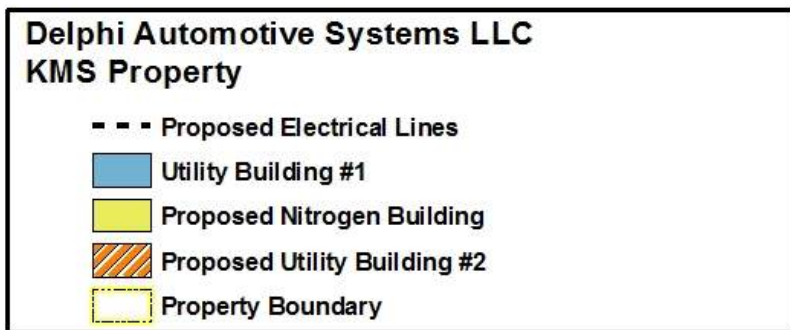 Delphi Automotive Systems LLC
KMS Property
Proposed Electrical Lines
Utility Building #1
Proposed Nitrogen Building
Proposed Utility Building #2
Property Boundary